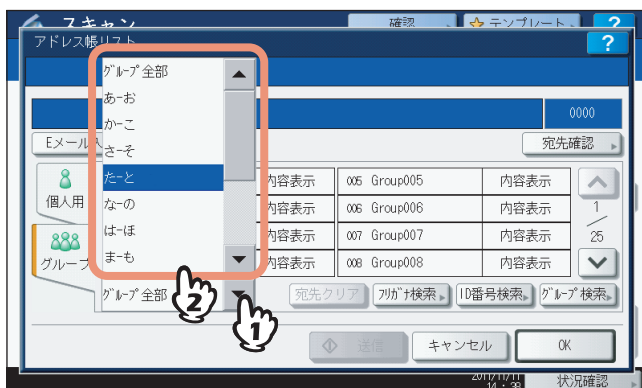 スキャン 確認 テンプレート ?
アドレス帳リスト ?
グループ全部
あ-お
か-こ 0000
Eメール 宛先確認
さ-そ
た-と 内容表示 005 Group005 内容表示
個人用 な-の 内容表示 006 Group006 内容表示 1
は-ほ 内容表示 007 Group007 内容表示 25
グループ ま-も 内容表示 008 Group008 内容表示
グループ全部 宛先クリア フリガナ検索 ID番号検索 グループ検索
2 1
送信 キャンセル OK
2011/11/11
14:38 状況確認